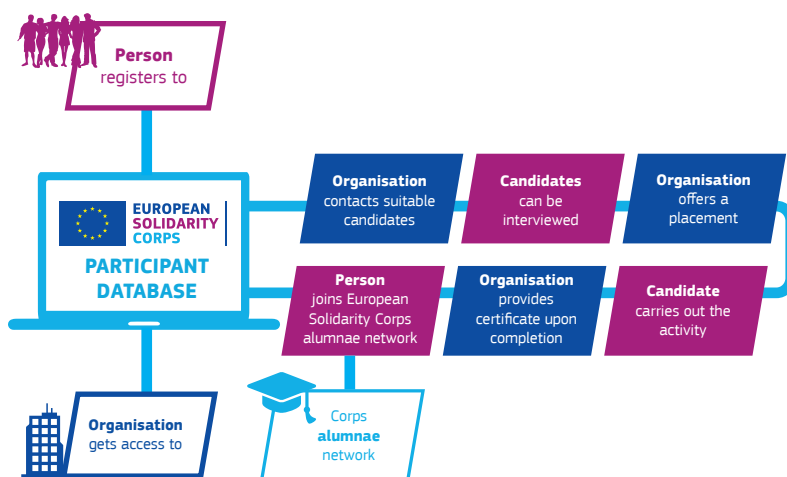 Person
registers to
EUROPEAN
SOLIDARITY
CORPS
PARTICIPANT
DATABASE
Organisation
contacts suitable
candidates
Candidates
can be
interviewed
Organisation
offers a
placement
Person
joins European
Solidarity Corps
alumnae network
Organisation
provides
certificate upon
completion
Candidate
carries out the
activity
Organisation
gets access to
Corps
alumnae
network